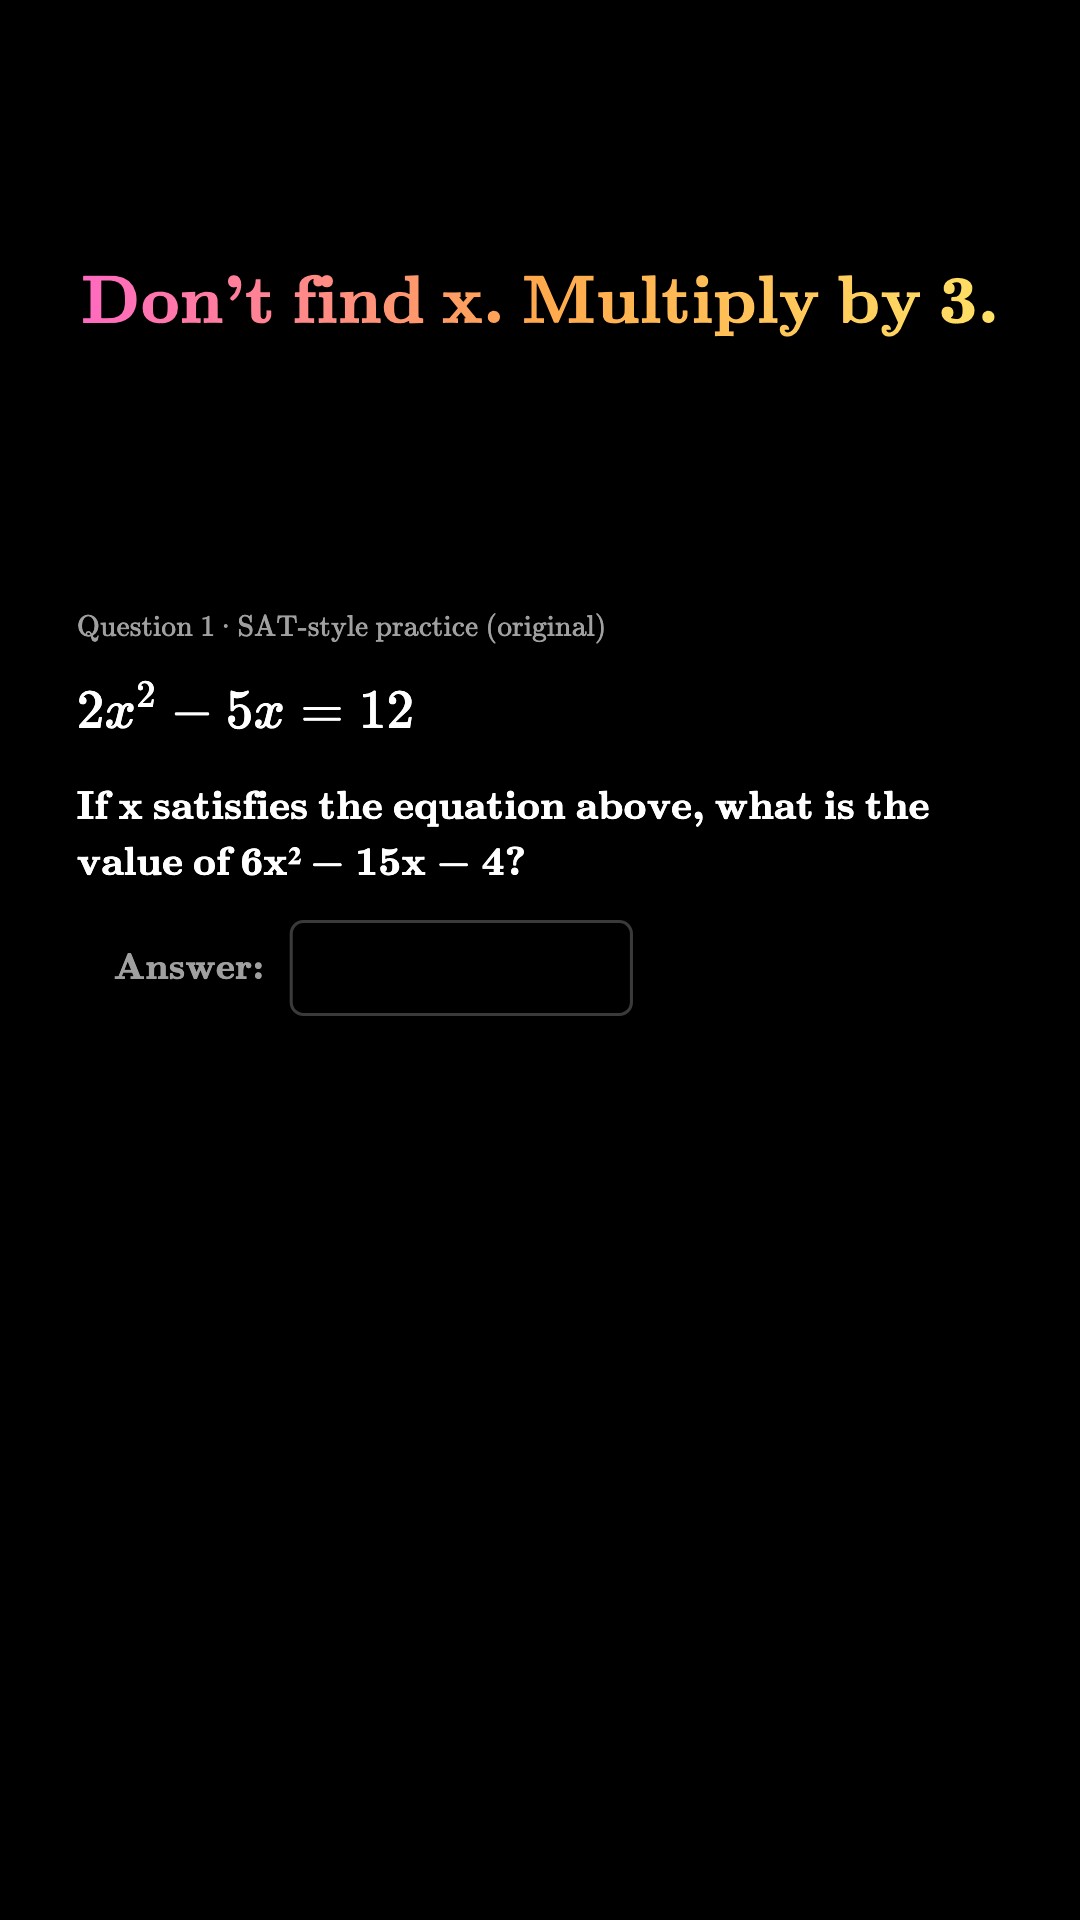 Don’t find x. Multiply by 3.
Question 1 · SAT-style practice (original)
2x² − 5x = 12
If x satisfies the equation above, what is the
value of 6x² − 15x − 4?
Answer: